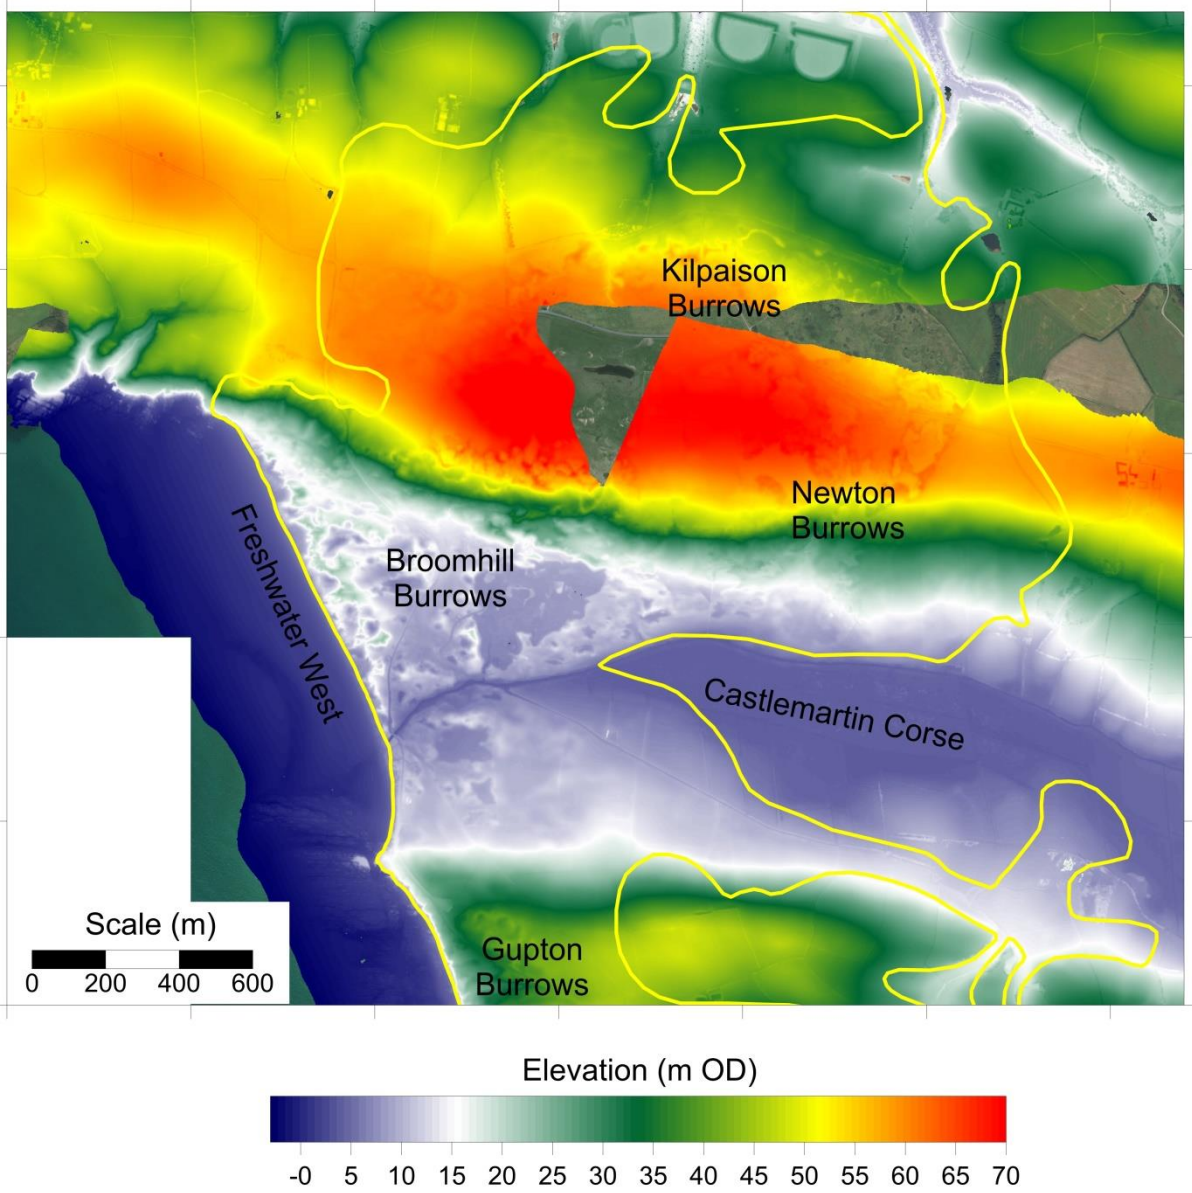 Kilpaison
Burrows
Newton
Burrows
Broomhill
Burrows
Freshwater West
Castlemartin Corse
Gupton
Burrows
Scale (m)
0 200 400 600
Elevation (m OD)
-0 5 10 15 20 25 30 35 40 45 50 55 60 65 70